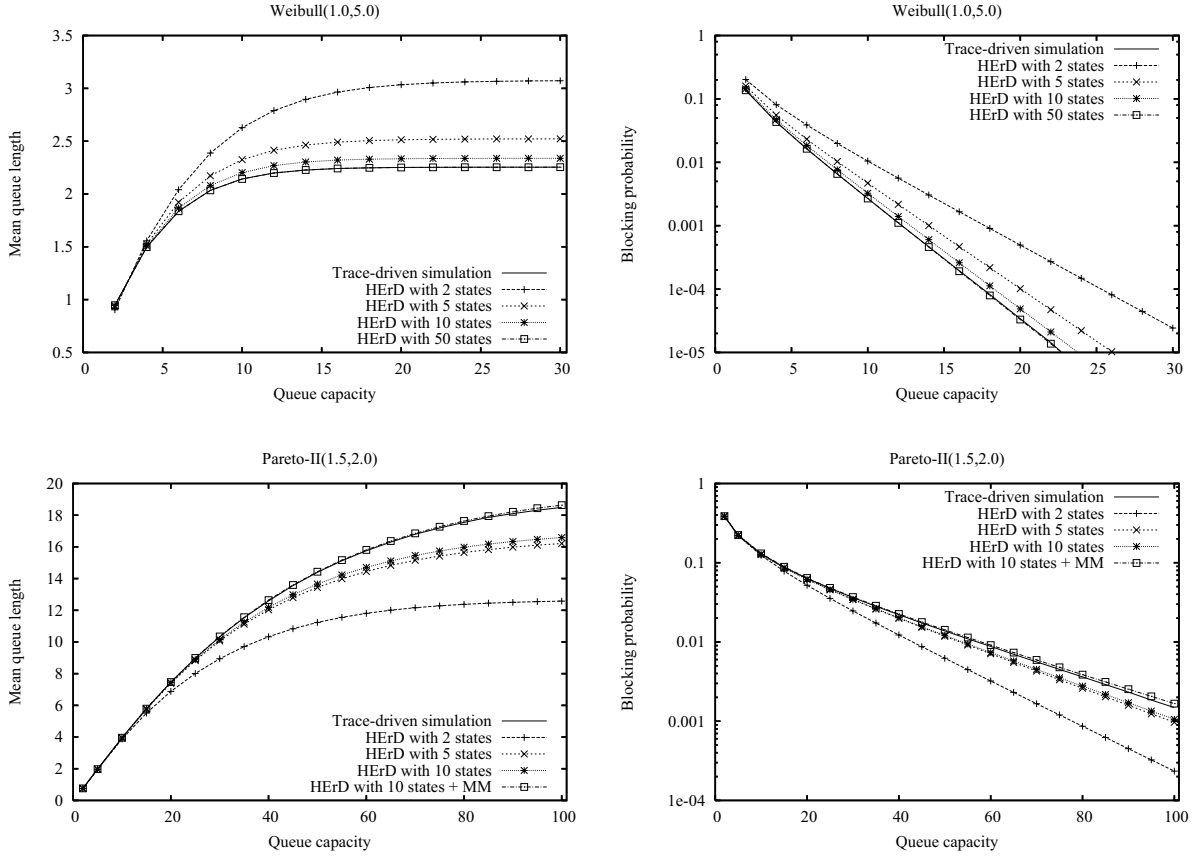 Weibull(1.0,5.0)
Mean queue length
3.5
3
2.5
2
1.5
1
0.5
0 5 10 15 20 25 30
Queue capacity
Trace-driven simulation
HErD with 2 states
HErD with 5 states
HErD with 10 states
HErD with 50 states
Weibull(1.0,5.0)
Blocking probability
1
0.1
0.01
0.001
1e-04
1e-05
0 5 10 15 20 25 30
Queue capacity
Trace-driven simulation
HErD with 2 states
HErD with 5 states
HErD with 10 states
HErD with 50 states
Pareto-II(1.5,2.0)
Mean queue length
20
18
16
14
12
10
8
6
4
2
0
0 20 40 60 80 100
Queue capacity
Trace-driven simulation
HErD with 2 states
HErD with 5 states
HErD with 10 states
HErD with 10 states + MM
Pareto-II(1.5,2.0)
Blocking probability
1
0.1
0.01
0.001
1e-04
0 20 40 60 80 100
Queue capacity
Trace-driven simulation
HErD with 2 states
HErD with 5 states
HErD with 10 states
HErD with 10 states + MM